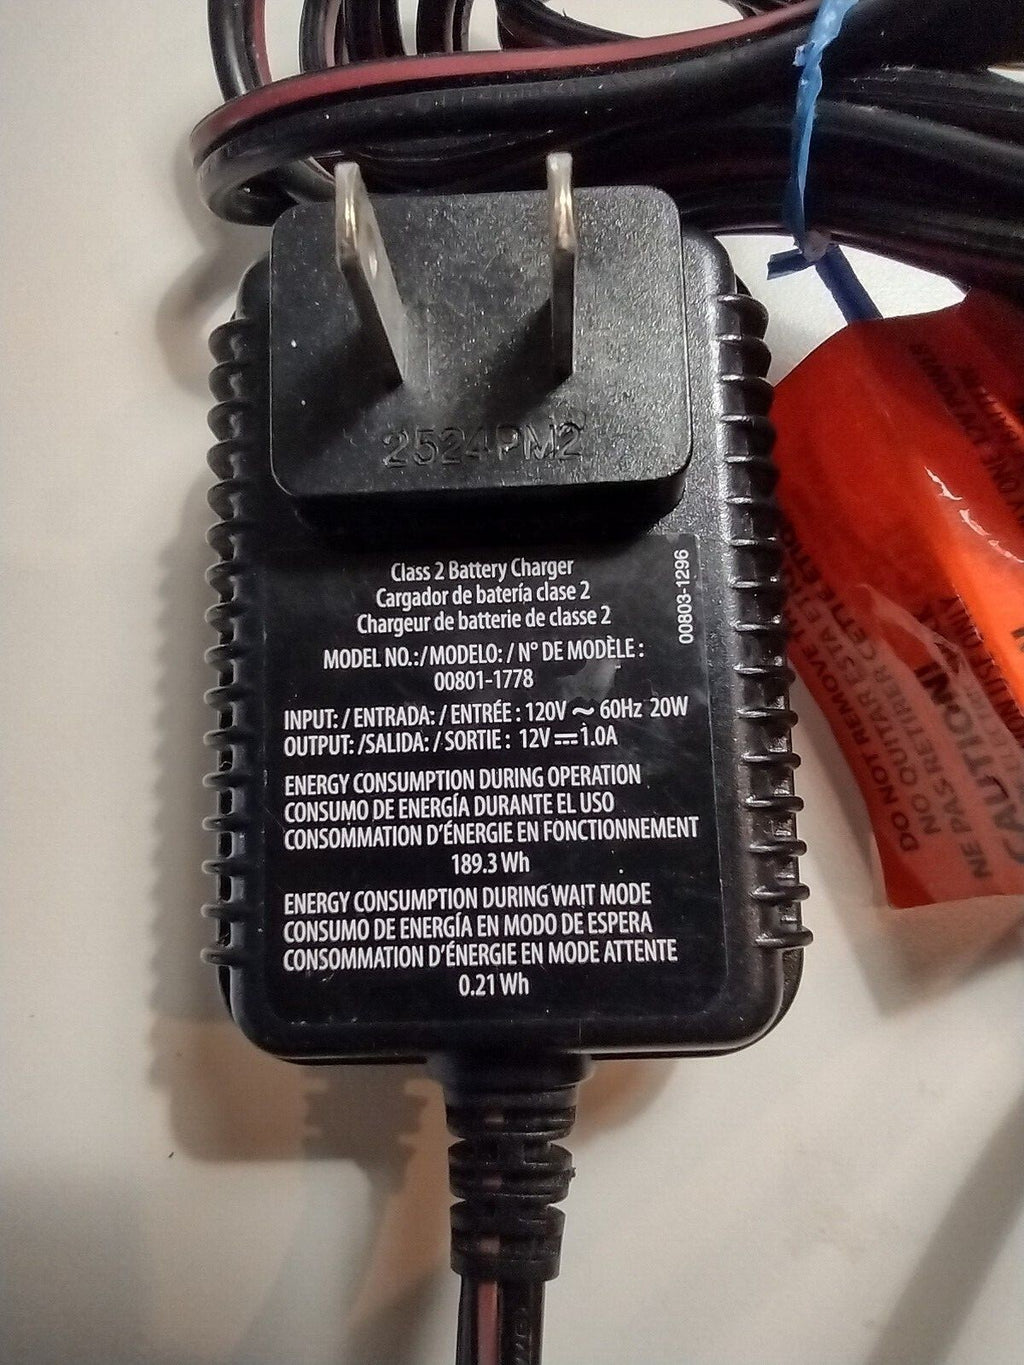 2524PM2
Class 2 Battery Charger
Cargador de batería clase 2
Chargeur de batterie de classe 2
00803-1296
MODEL NO.:/MODELO: / N° DE MODÈLE :
00801-1778
INPUT: / ENTRADA: / ENTRÉE : 120V ~ 60Hz 20W
OUTPUT: /SALIDA: / SORTIE : 12V ⎓ 1.0A
ENERGY CONSUMPTION DURING OPERATION
CONSUMO DE ENERGÍA DURANTE EL USO
CONSOMMATION D'ÉNERGIE EN FONCTIONNEMENT
189.3 Wh
ENERGY CONSUMPTION DURING WAIT MODE
CONSUMO DE ENERGÍA EN MODO DE ESPERA
CONSOMMATION D'ÉNERGIE EN MODE ATTENTE
0.21 Wh
DO NOT REMOVE
NO QUITAR ESTA
NE PAS RETIRER CETTE